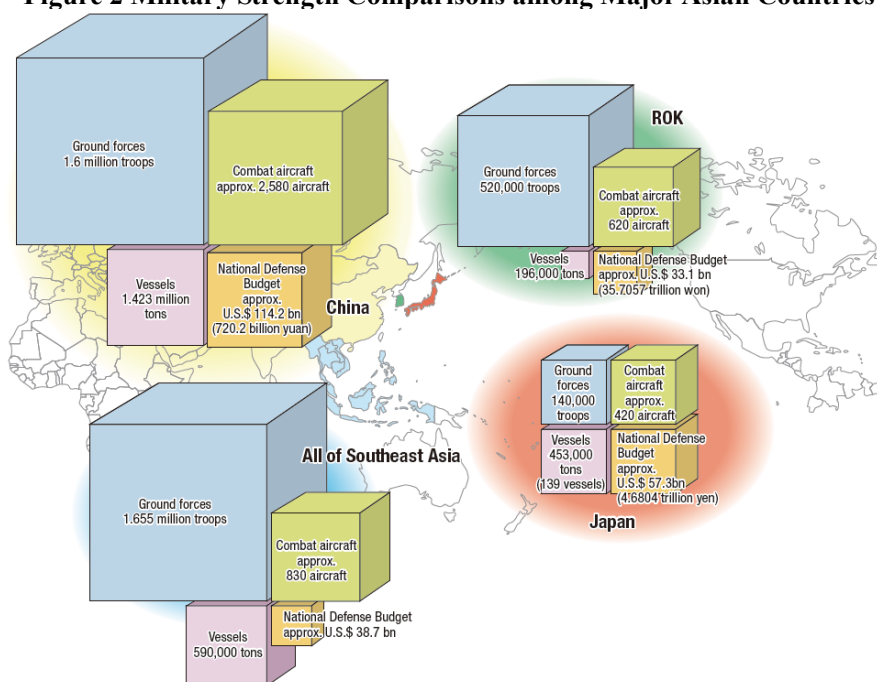 Figure 2 Military Strength Comparisons among Major Asian Countries
Ground forces
1.6 million troops
Combat aircraft
approx. 2,580 aircraft
Vessels
1.423 million
tons
National Defense
Budget
approx.
U.S.$ 114.2 bn
(720.2 billion yuan)
China
ROK
Ground forces
520,000 troops
Combat aircraft
approx.
620 aircraft
Vessels
196,000 tons
National Defense Budget
approx. U.S.$ 33.1 bn
(35.7057 trillion won)
Ground
forces
140,000
troops
Combat
aircraft
approx.
420 aircraft
Vessels
453,000
tons
(139 vessels)
National Defense
Budget
approx.
U.S.$ 57.3bn
(4.6804 trillion yen)
Japan
All of Southeast Asia
Ground forces
1.655 million troops
Combat aircraft
approx.
830 aircraft
Vessels
590,000 tons
National Defense Budget
approx. U.S.$ 38.7 bn